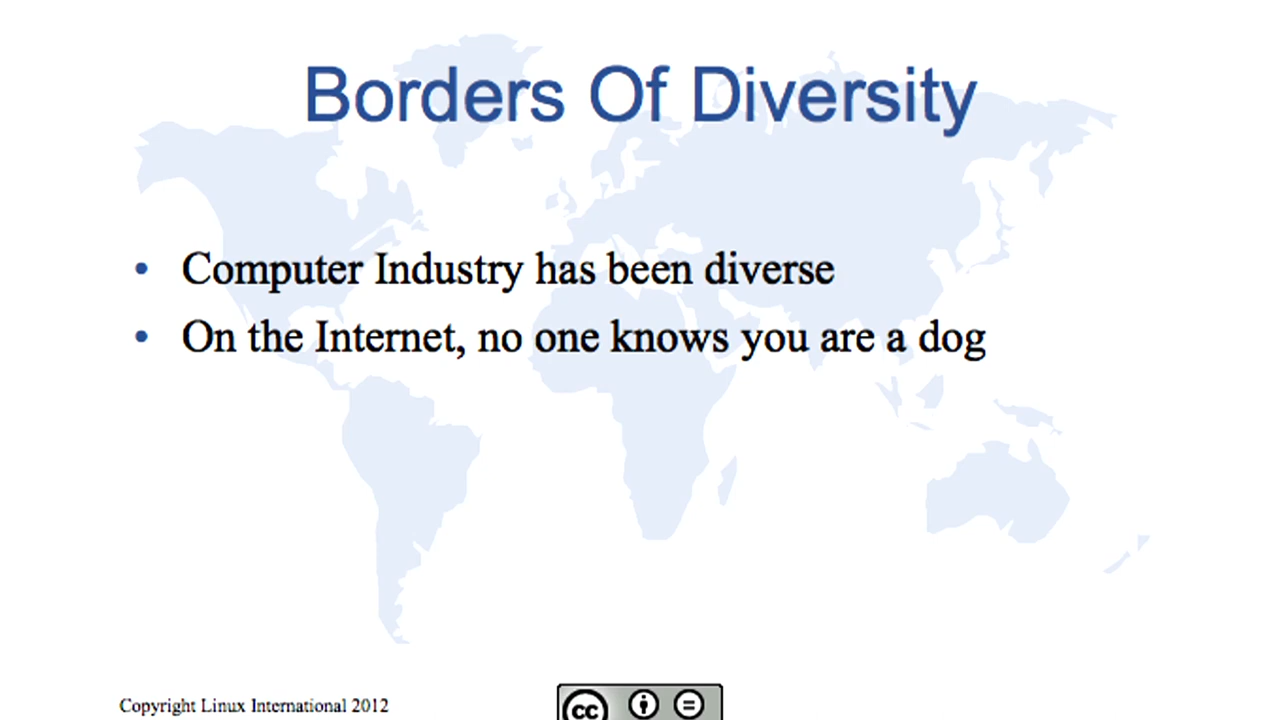 Borders Of Diversity
• Computer Industry has been diverse
• On the Internet, no one knows you are a dog
Copyright Linux International 2012
cc